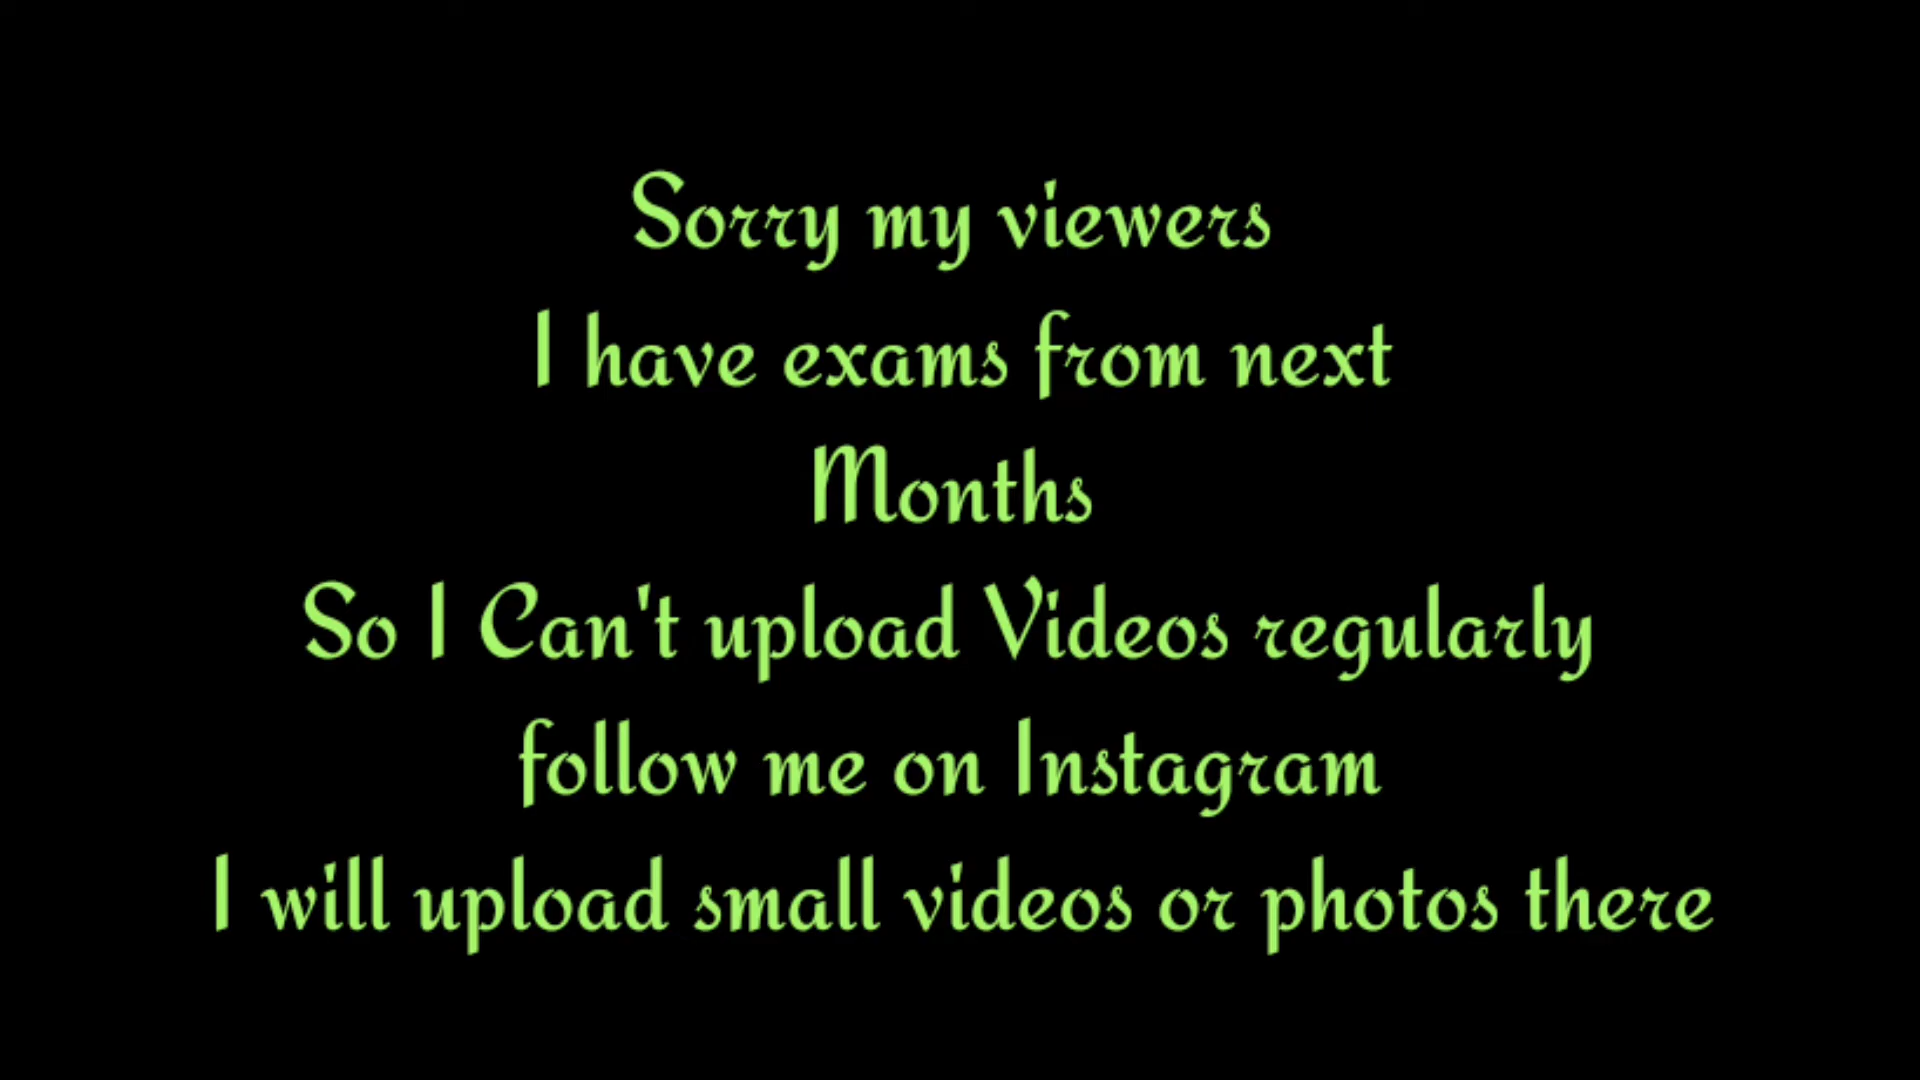 Sorry my viewers
I have exams from next
Months
So I Can't upload Videos regularly
follow me on Instagram
I will upload small videos or photos there